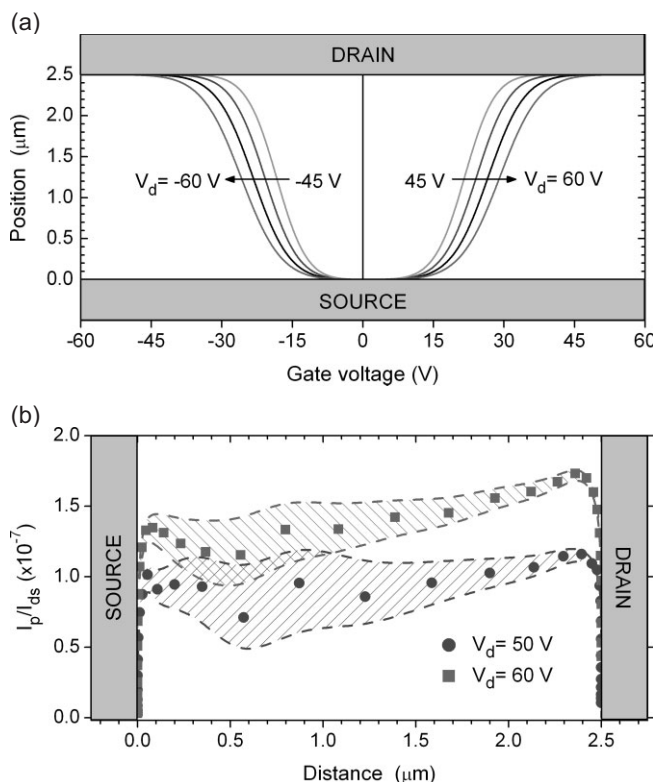 (a)
DRAIN
2.5
2.0
1.5
1.0
0.5
0.0
Position (μm)
V_d= -60 V
-45 V
45 V
V_d= 60 V
SOURCE
-60 -45 -30 -15 0 15 30 45 60
Gate voltage (V)
(b)
2.0
1.5
1.0
0.5
0.0
I_p/I_ds (x10^-7)
SOURCE
DRAIN
V_d= 50 V
V_d= 60 V
0.0 0.5 1.0 1.5 2.0 2.5
Distance (μm)